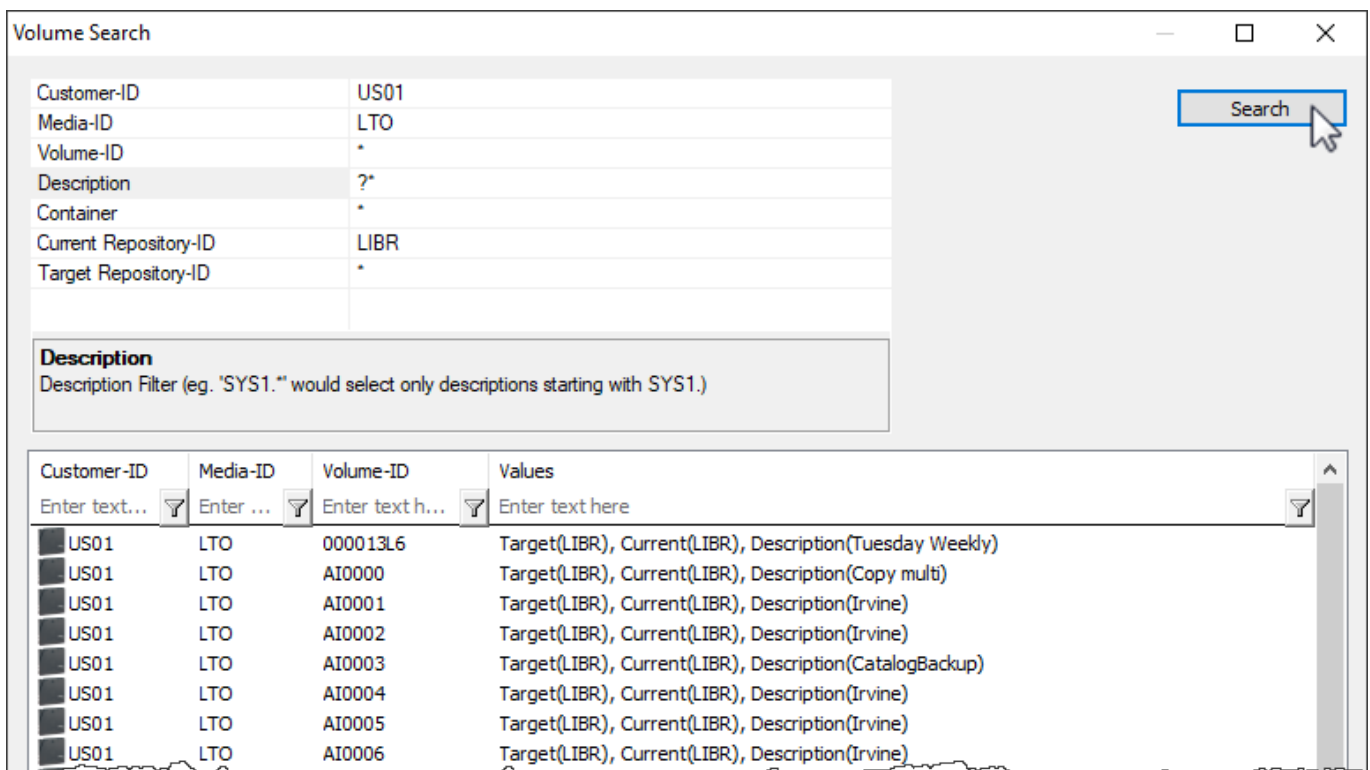 Volume Search
Customer-ID US01
Media-ID LTO
Volume-ID *
Description ?*
Container *
Current Repository-ID LIBR
Target Repository-ID *
Search
Description
Description Filter (eg. 'SYS1.*' would select only descriptions starting with SYS1.)
Customer-ID Media-ID Volume-ID Values
Enter text... Enter ... Enter text h... Enter text here
US01 LTO 000013L6 Target(LIBR), Current(LIBR), Description(Tuesday Weekly)
US01 LTO AI0000 Target(LIBR), Current(LIBR), Description(Copy multi)
US01 LTO AI0001 Target(LIBR), Current(LIBR), Description(Irvine)
US01 LTO AI0002 Target(LIBR), Current(LIBR), Description(Irvine)
US01 LTO AI0003 Target(LIBR), Current(LIBR), Description(CatalogBackup)
US01 LTO AI0004 Target(LIBR), Current(LIBR), Description(Irvine)
US01 LTO AI0005 Target(LIBR), Current(LIBR), Description(Irvine)
US01 LTO AI0006 Target(LIBR), Current(LIBR), Description(Irvine)